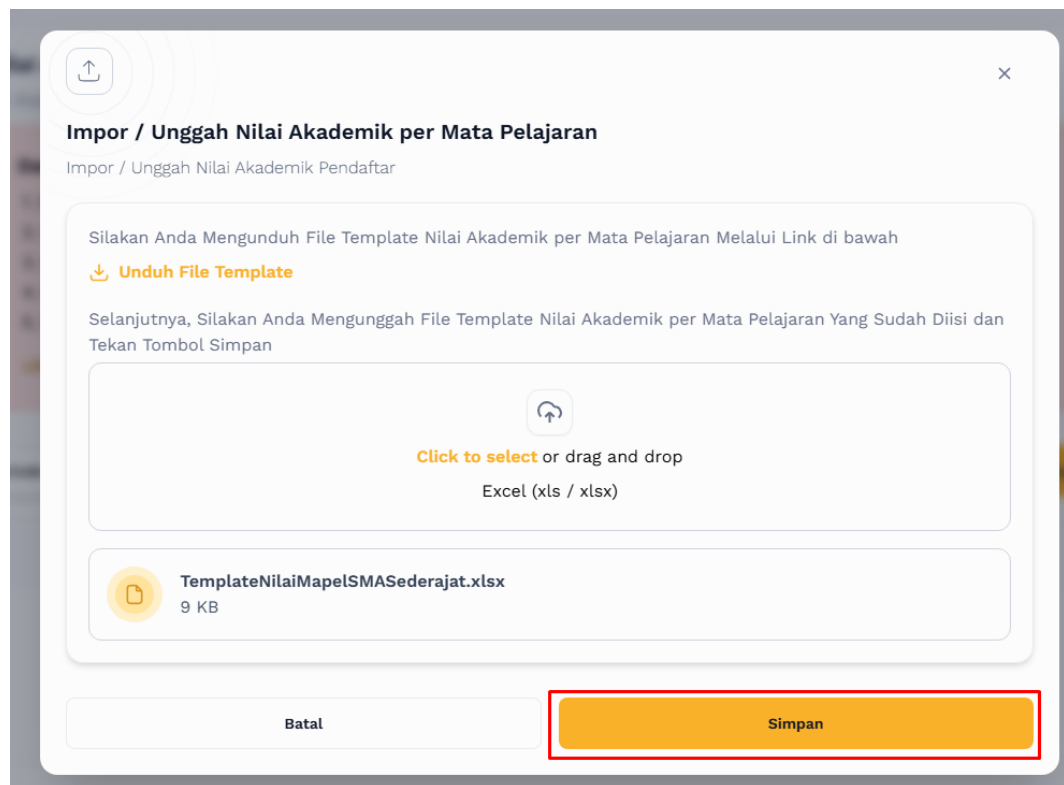 Impor / Unggah Nilai Akademik per Mata Pelajaran
Impor / Unggah Nilai Akademik Pendaftar
Silakan Anda Mengunduh File Template Nilai Akademik per Mata Pelajaran Melalui Link di bawah
Unduh File Template
Selanjutnya, Silakan Anda Mengunggah File Template Nilai Akademik per Mata Pelajaran Yang Sudah Diisi dan
Tekan Tombol Simpan
Click to select or drag and drop
Excel (xls / xlsx)
TemplateNilaiMapelSMASederajat.xlsx
9 KB
Batal
Simpan